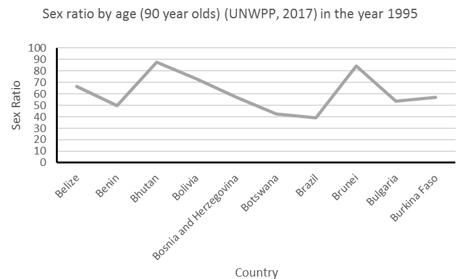 Sex ratio by age (90 year olds) (UNWPP, 2017) in the year 1995
100
90
80
70
60
50
40
30
20
10
0
Sex Ratio
Belize
Benin
Bhutan
Bolivia
Bosnia and Herzegovina
Botswana
Brazil
Brunei
Bulgaria
Burkina Faso
Country